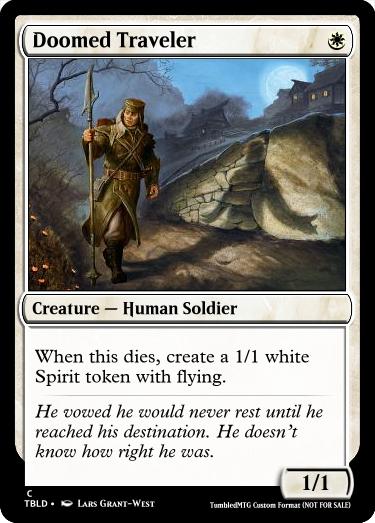 Doomed Traveler
Creature — Human Soldier
When this dies, create a 1/1 white
Spirit token with flying.
He vowed he would never rest until he
reached his destination. He doesn't
know how right he was.
1/1
C
TBLD • Lars Grant-West
TumbledMTG Custom Format (NOT FOR SALE)